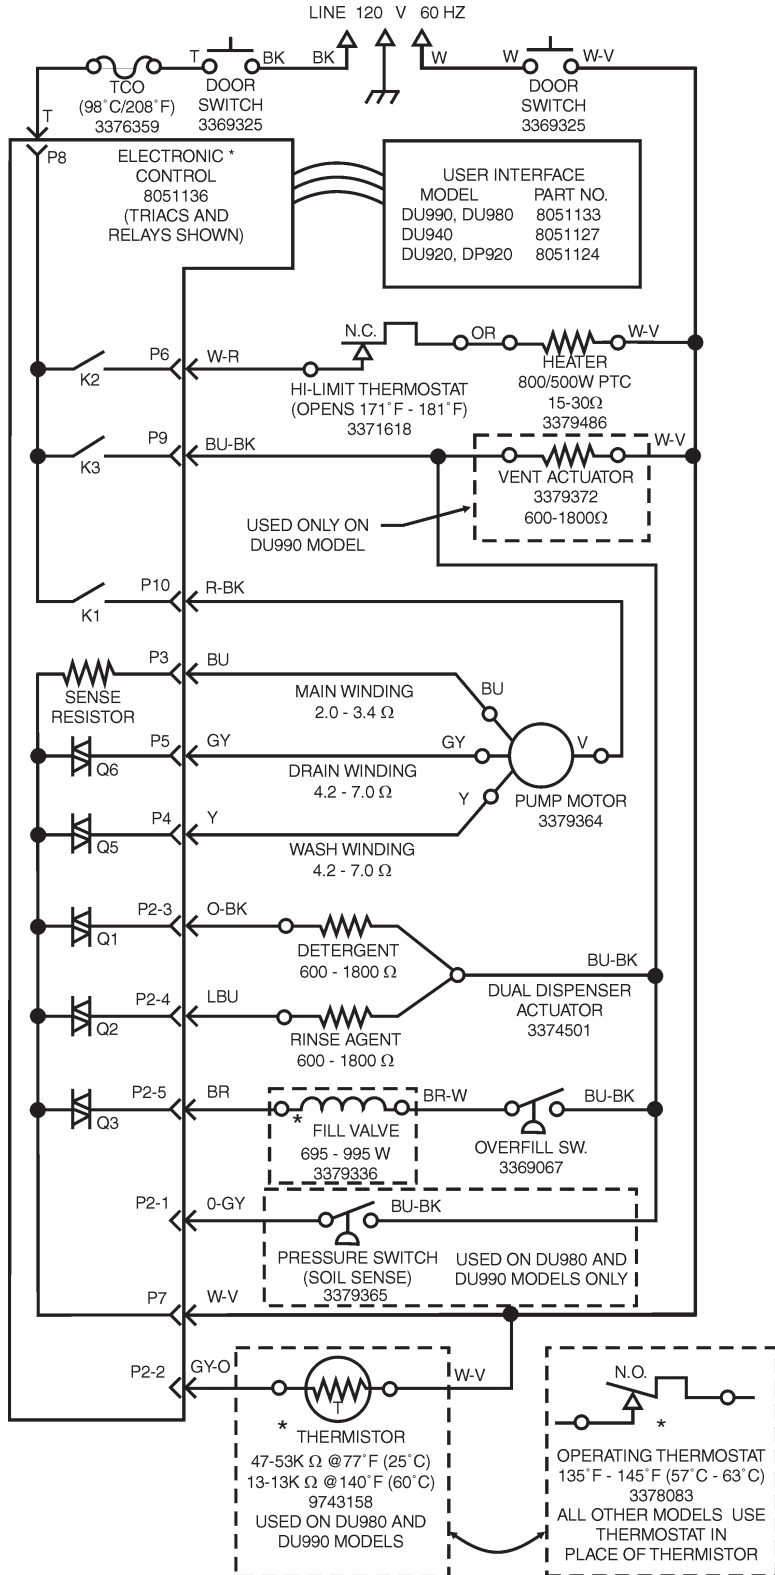 LINE 120 V 60 HZ
T
BK
BK
W
W
W-V
TCO
(98°C/208°F)
3376359
DOOR
SWITCH
3369325
DOOR
SWITCH
3369325
T
P8
ELECTRONIC *
CONTROL
8051136
(TRIACS AND
RELAYS SHOWN)
USER INTERFACE
MODEL PART NO.
DU990, DU980 8051133
DU940 8051127
DU920, DP920 8051124
K2
P6
W-R
N.C.
OR
W-V
HI-LIMIT THERMOSTAT
(OPENS 171°F - 181°F)
3371618
HEATER
800/500W PTC
15-30Ω
3379486
K3
P9
BU-BK
W-V
VENT ACTUATOR
3379372
600-1800Ω
USED ONLY ON
DU990 MODEL
K1
P10
R-BK
SENSE
RESISTOR
P3
BU
MAIN WINDING
2.0 - 3.4 Ω
BU
Q6
P5
GY
DRAIN WINDING
4.2 - 7.0 Ω
GY
V
PUMP MOTOR
3379364
Q5
P4
Y
WASH WINDING
4.2 - 7.0 Ω
Y
Q1
P2-3
O-BK
DETERGENT
600 - 1800 Ω
BU-BK
DUAL DISPENSER
ACTUATOR
3374501
Q2
P2-4
LBU
RINSE AGENT
600 - 1800 Ω
Q3
P2-5
BR
*
FILL VALVE
695 - 995 W
3379336
BR-W
BU-BK
OVERFILL SW.
3369067
P2-1
0-GY
BU-BK
PRESSURE SWITCH
(SOIL SENSE)
3379365
USED ON DU980 AND
DU990 MODELS ONLY
P7
W-V
P2-2
GY-O
T
W-V
*
THERMISTOR
47-53K Ω @77°F (25°C)
13-13K Ω @140°F (60°C)
9743158
USED ON DU980 AND
DU990 MODELS
N.O.
*
OPERATING THERMOSTAT
135°F - 145°F (57°C - 63°C)
3378083
ALL OTHER MODELS USE
THERMOSTAT IN
PLACE OF THERMISTOR